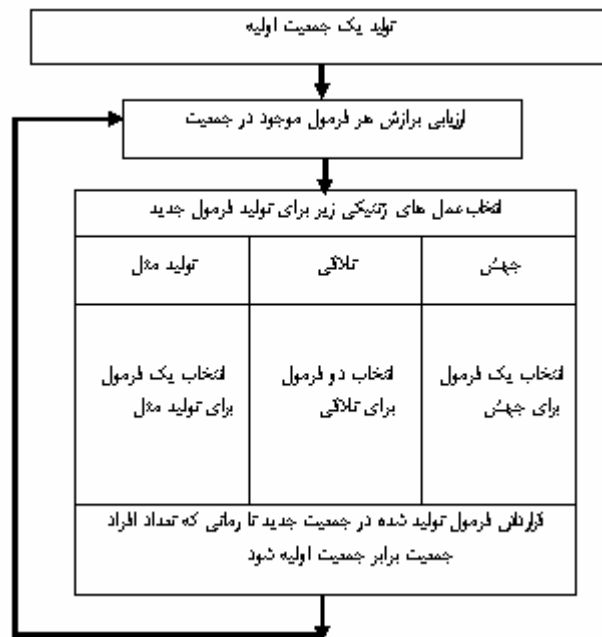 تولید یک جمعیت اولیه
ارزیابی برازش هر فرمول موجود در جمعیت
انتخاب عمل های ژنتیکی زیر برای تولید فرمول جدید
جهش
تلاقی
تولید مثل
انتخاب یک فرمول
برای جهش
انتخاب دو فرمول
برای تلاقی
انتخاب یک فرمول
برای تولید مثل
قراردادن فرمول تولید شده در جمعیت جدید تا زمانی که تعداد افراد
جمعیت برابر جمعیت اولیه شود